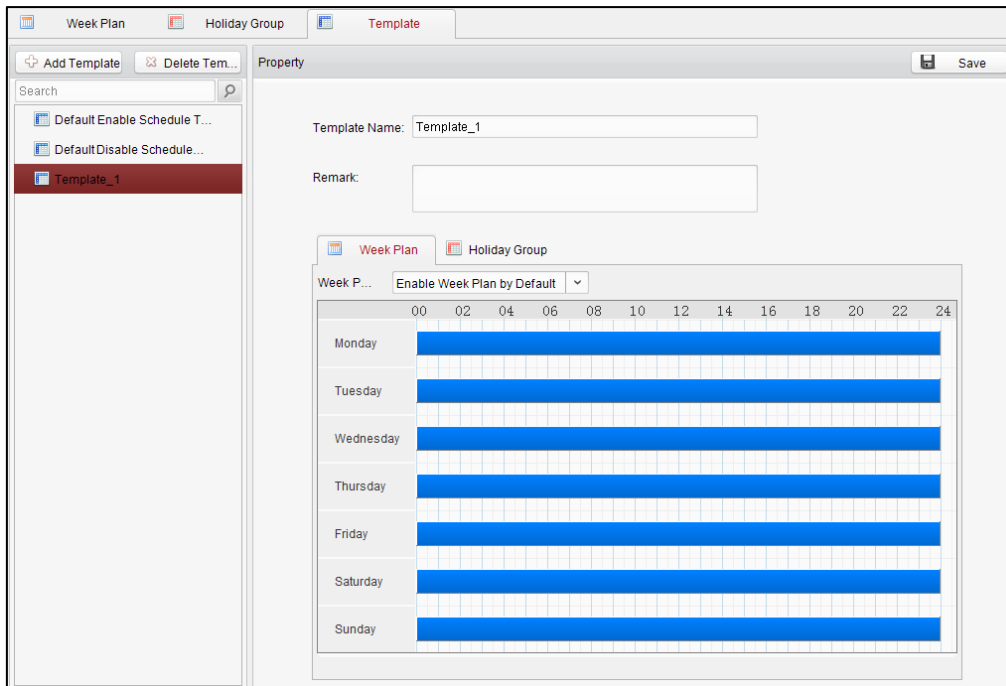 Week Plan Holiday Group Template
Add Template Delete Tem... Property Save
Search
Default Enable Schedule T...
Default Disable Schedule...
Template_1
Template Name: Template_1
Remark:
Week Plan Holiday Group
Week P... Enable Week Plan by Default
00 02 04 06 08 10 12 14 16 18 20 22 24
Monday
Tuesday
Wednesday
Thursday
Friday
Saturday
Sunday